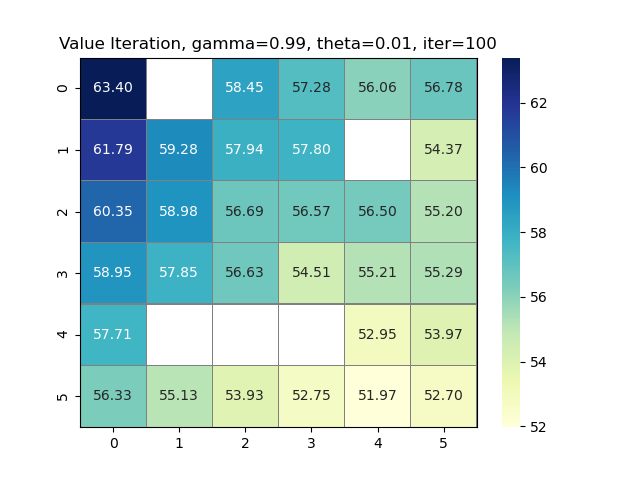 Value Iteration, gamma=0.99, theta=0.01, iter=100
0 63.40 58.45 57.28 56.06 56.78
1 61.79 59.28 57.94 57.80 54.37
2 60.35 58.98 56.69 56.57 56.50 55.20
3 58.95 57.85 56.63 54.51 55.21 55.29
4 57.71 52.95 53.97
5 56.33 55.13 53.93 52.75 51.97 52.70
0 1 2 3 4 5
62
60
58
56
54
52